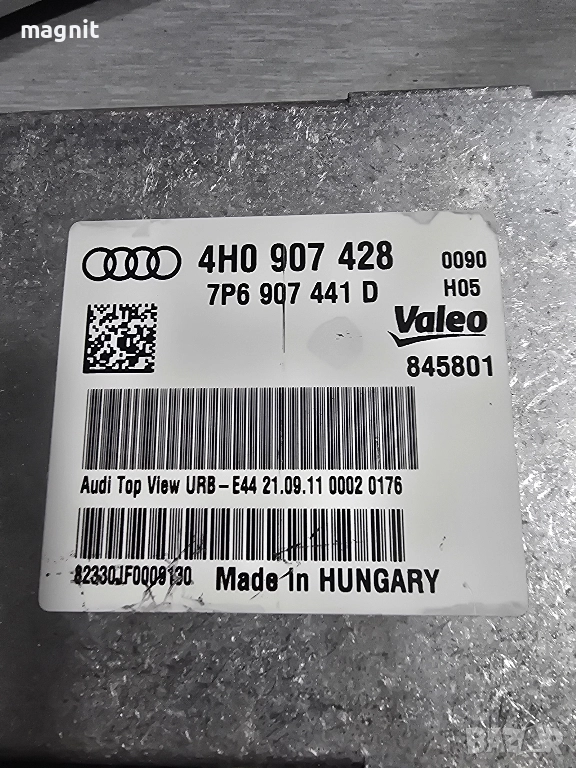 magnit
4H0 907 428
0090
7P6 907 441 D
H05
Valeo
845801
Audi Top View URB-E44 21.09.11 0002 0176
Made in HUNGARY